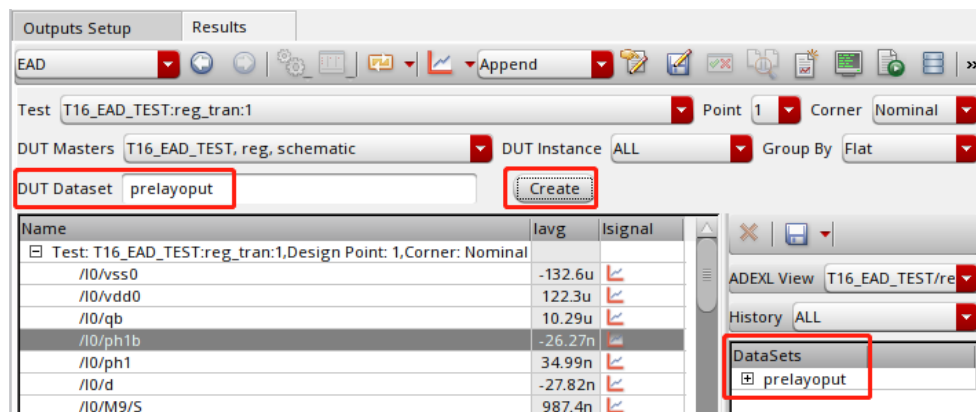 Outputs Setup Results
EAD Append »
Test T16_EAD_TEST:reg_tran:1 Point 1 Corner Nominal
DUT Masters T16_EAD_TEST, reg, schematic DUT Instance ALL Group By Flat
DUT Dataset prelayoput Create
Name Iavg Isignal
Test: T16_EAD_TEST:reg_tran:1,Design Point: 1,Corner: Nominal
/I0/vss0 -132.6u
/I0/vdd0 122.3u
/I0/qb 10.29u
/I0/ph1b -26.27n
/I0/ph1 34.99n
/I0/d -27.82n
/I0/M9/S 987.4n
ADEXL View T16_EAD_TEST/re
History ALL
DataSets
prelayoput